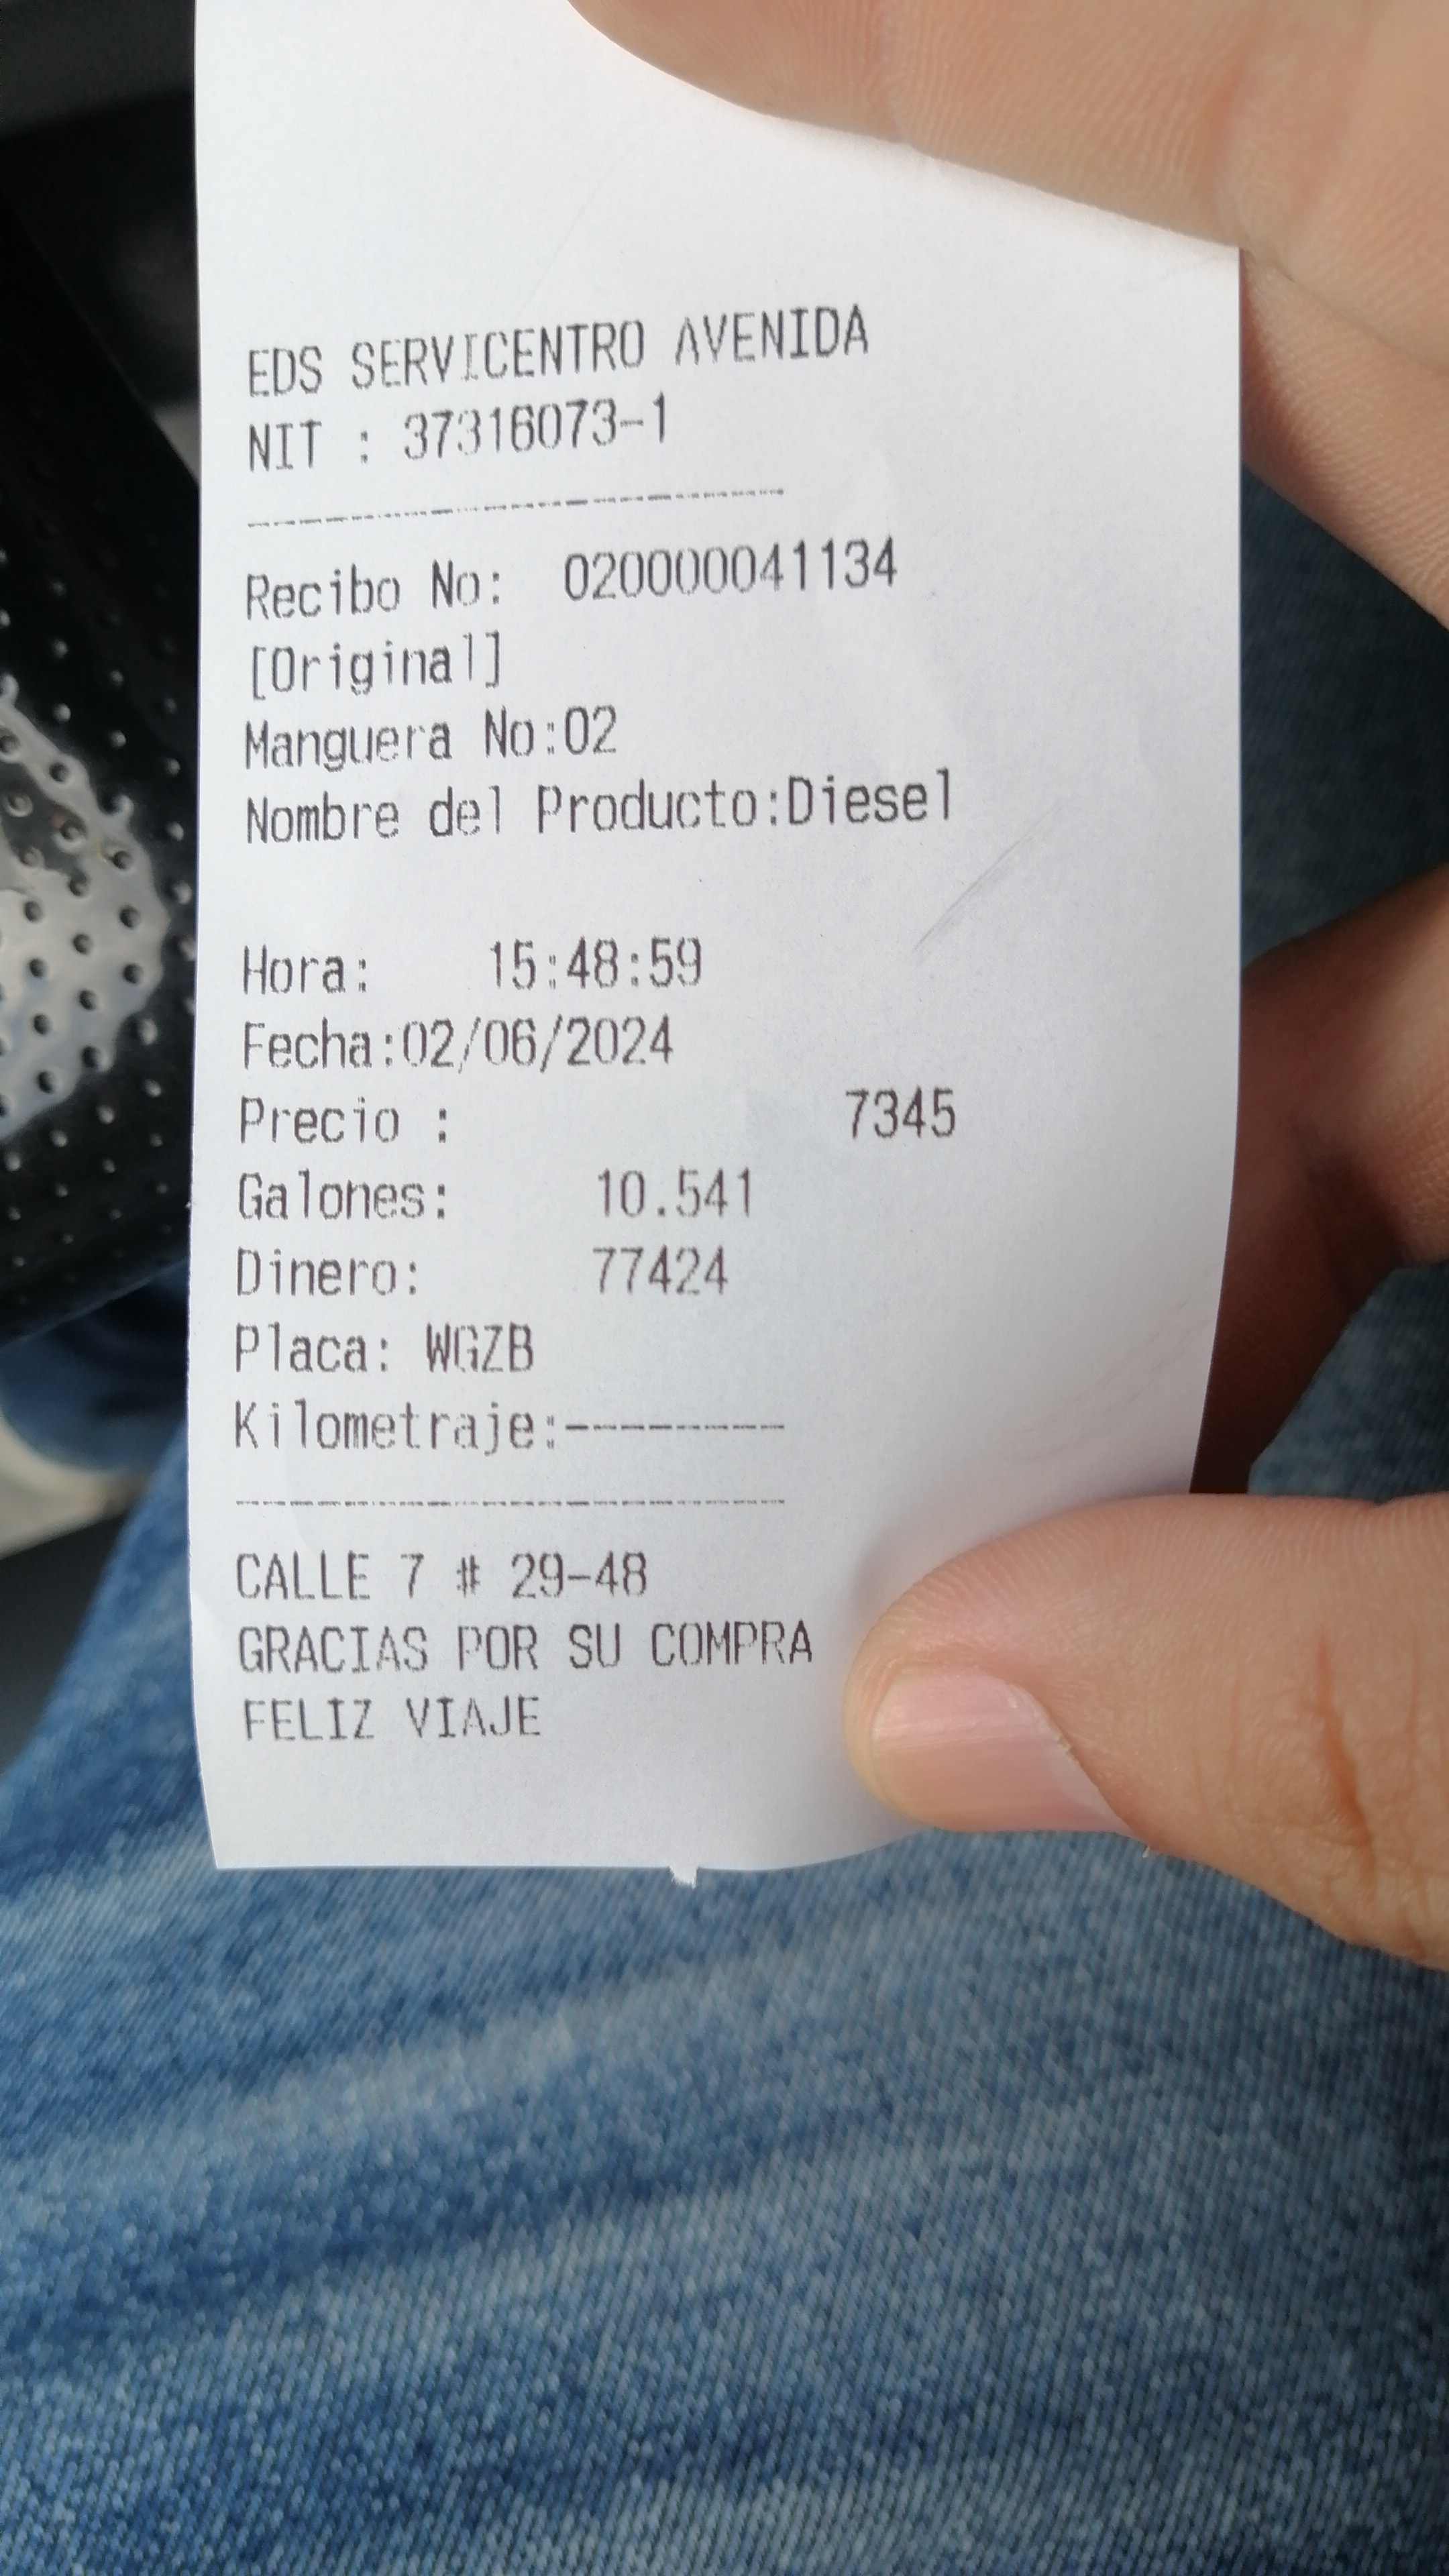 EDS SERVICENTRO AVENIDA
NIT : 37316073-1
---------------------
Recibo No: 020000041134
[Original]
Manguera No:02
Nombre del Producto:Diesel
Hora: 15:48:59
Fecha:02/06/2024
Precio : 7345
Galones: 10.541
Dinero: 77424
Placa: WGZB
Kilometraje:--------
---------------------
CALLE 7 # 29-48
GRACIAS POR SU COMPRA
FELIZ VIAJE